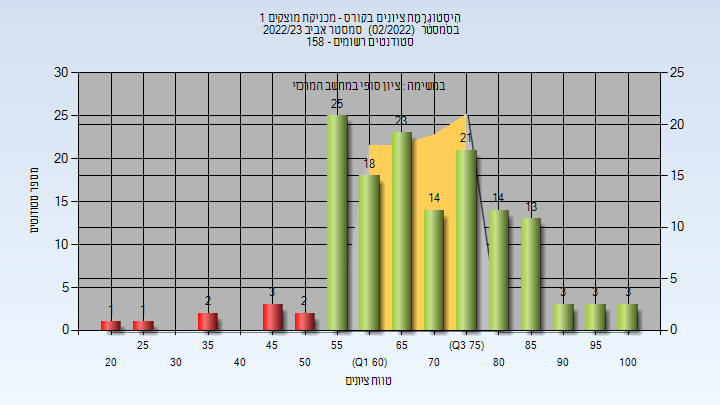 היסטוגרמת ציונים בקורס - מכניקת מוצקים 1
בסמסטר (02/2022) סמסטר אביב 2022/23
סטודנטים רשומים - 158
במשימה : ציון סופי במחשב המרכזי
מספר סטודנטים
30 25 20 15 10 5 0
25 20 15 10 5 0
1 1 2 3 2 25 18 23 14 21 14 13 3 3 3
25 35 45 55 65 (Q3 75) 85 95
20 30 40 50 (Q1 60) 70 80 90 100
טווח ציונים